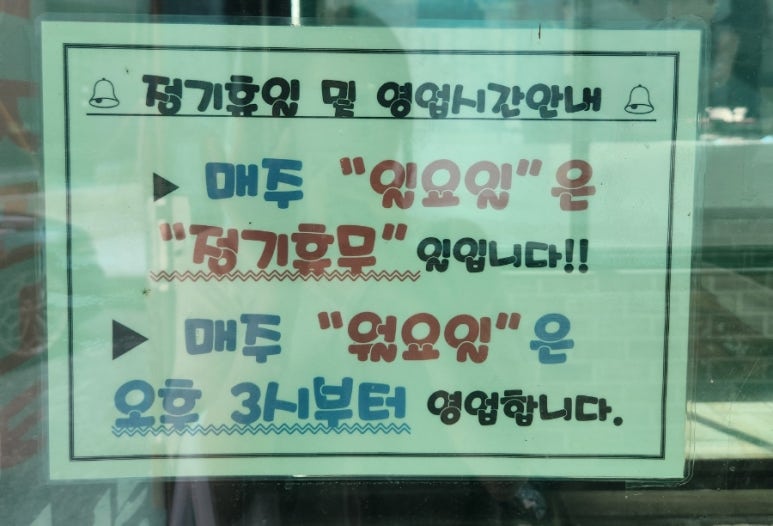 정기휴일 및 영업시간안내
▶ 매주 "일요일"은
"정기휴무" 일입니다!!
▶ 매주 "월요일"은
오후 3시부터 영업합니다.